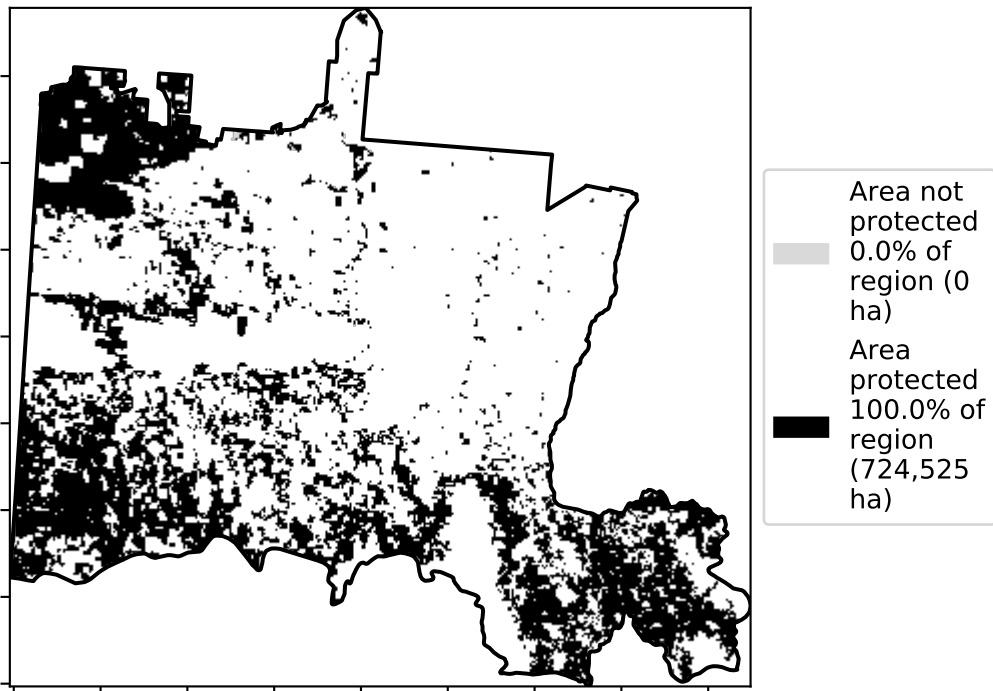 Area not
protected
0.0% of
region (0
ha)
Area
protected
100.0% of
region
(724,525
ha)